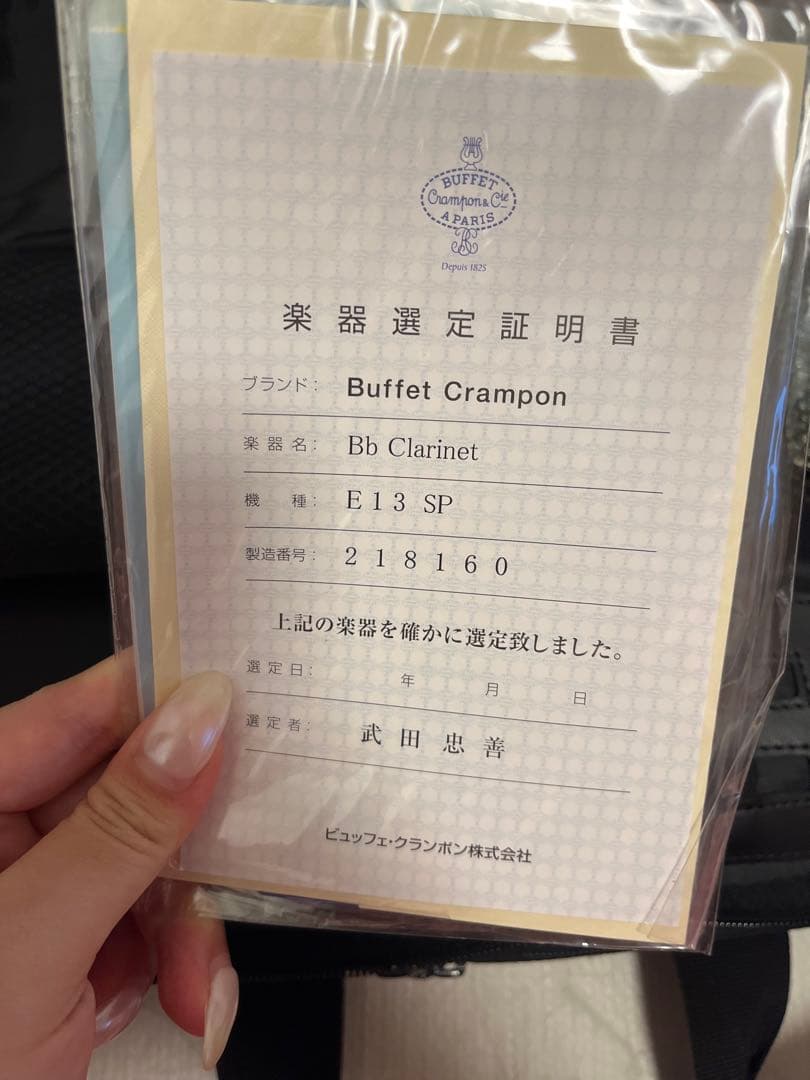 BUFFET
Crampon & Cie
A PARIS
Depuis 1825
楽器選定証明書
ブランド： Buffet Crampon
楽器名： Bb Clarinet
機種： E13 SP
製造番号： 218160
上記の楽器を確かに選定致しました。
選定日： 年 月 日
選定者： 武田忠善
ビュッフェ・クランポン株式会社